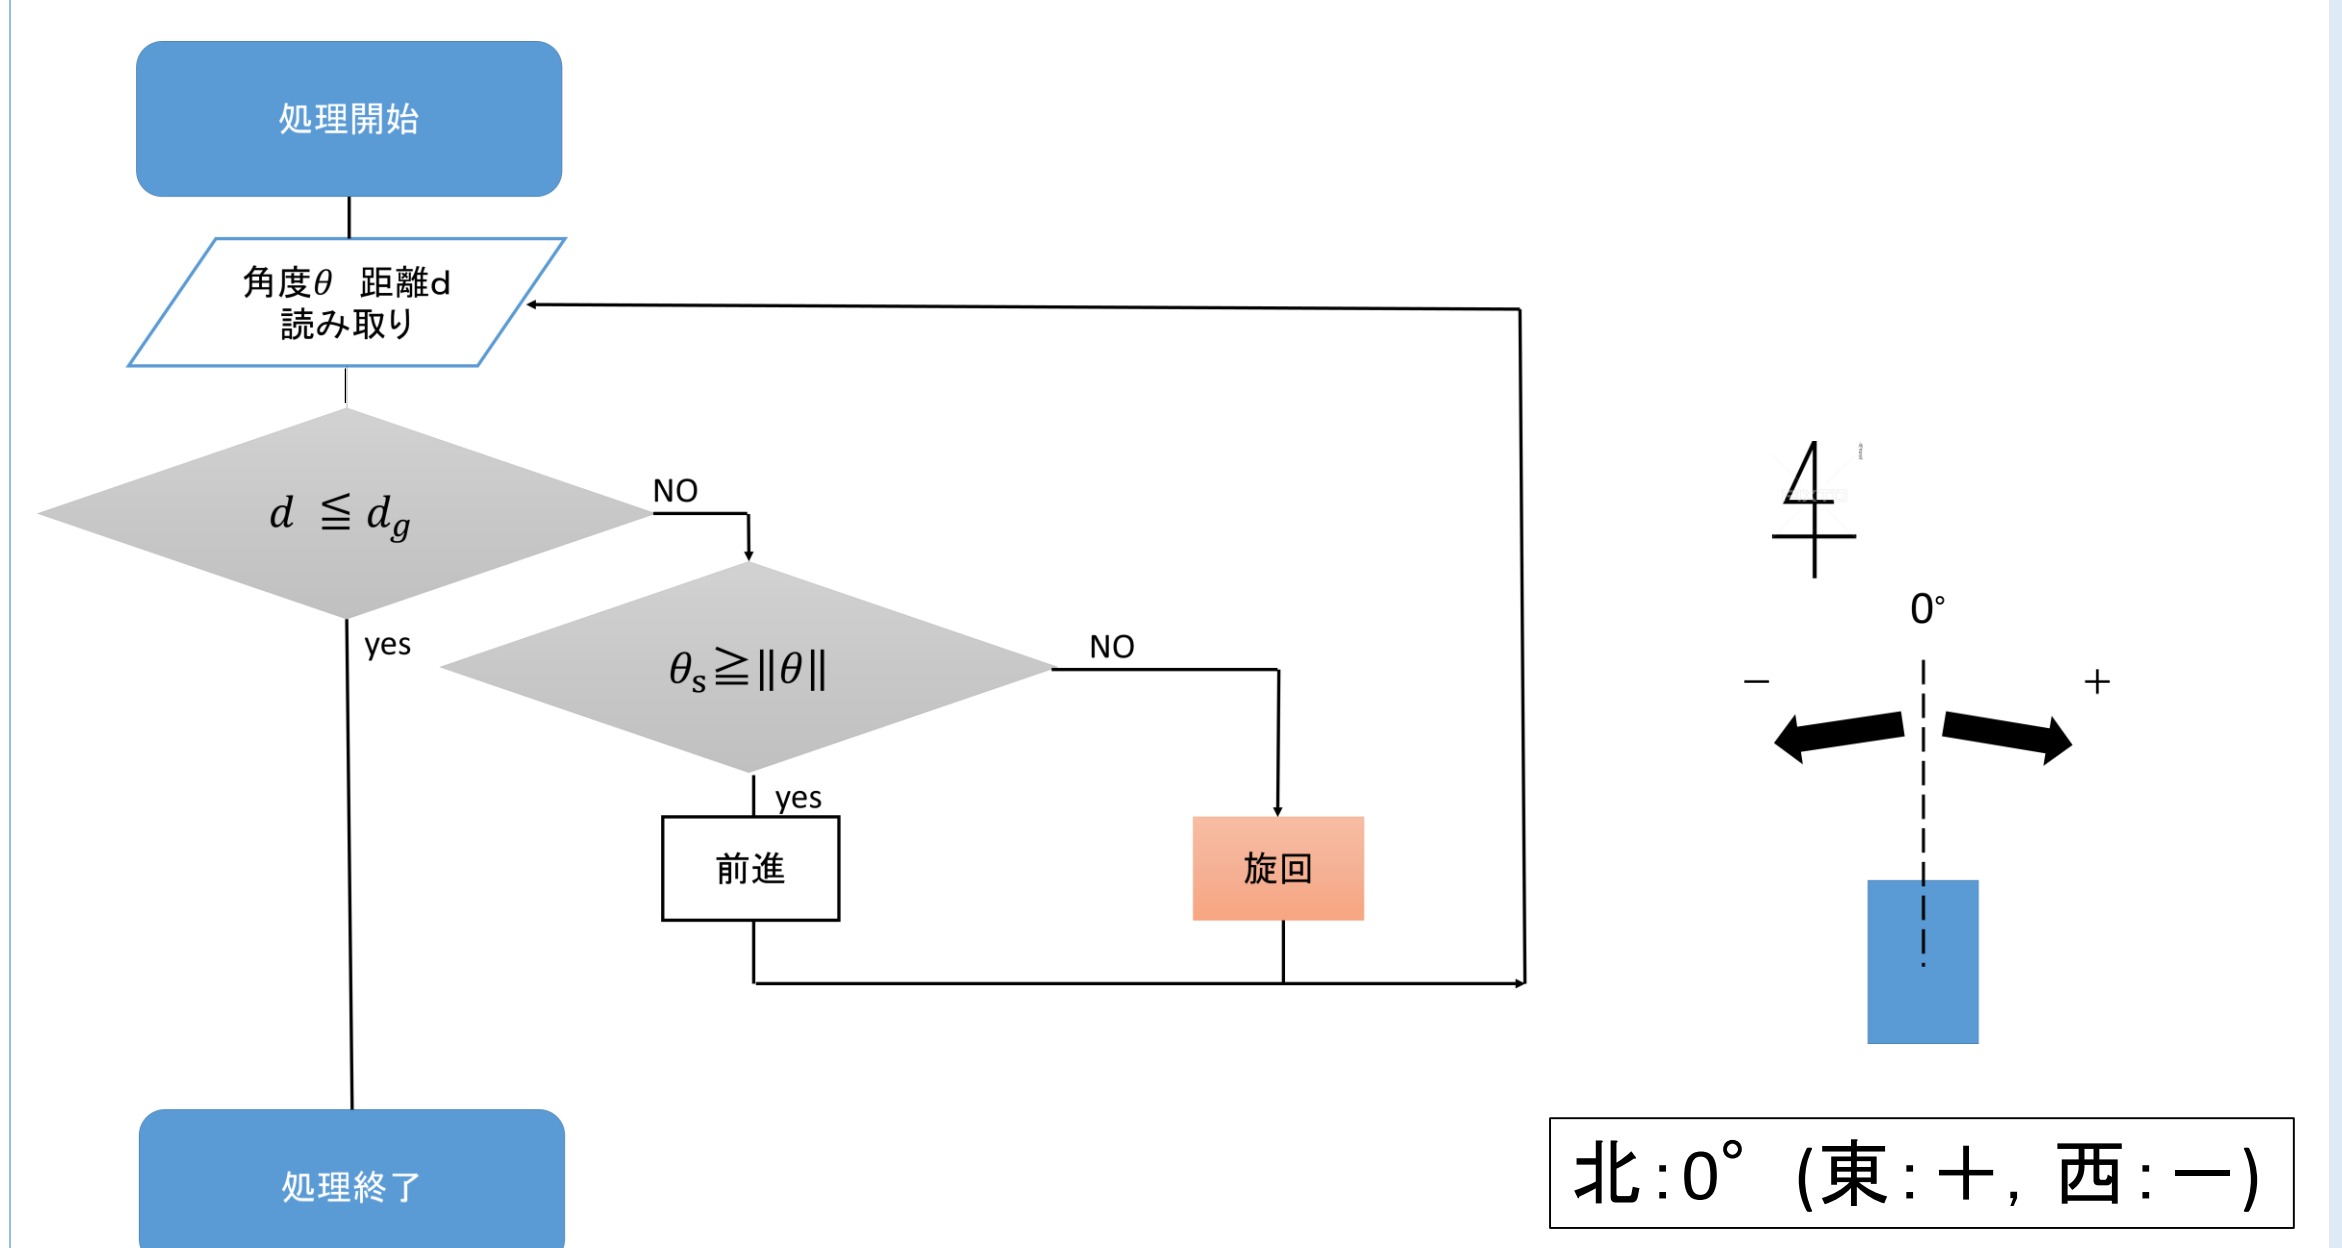 処理開始
角度θ　距離d
読み取り
d ≦ d_g
NO
yes
θ_s≧‖θ‖
NO
yes
前進
旋回
処理終了
0°
−
+
北:0°（東:＋, 西:−)